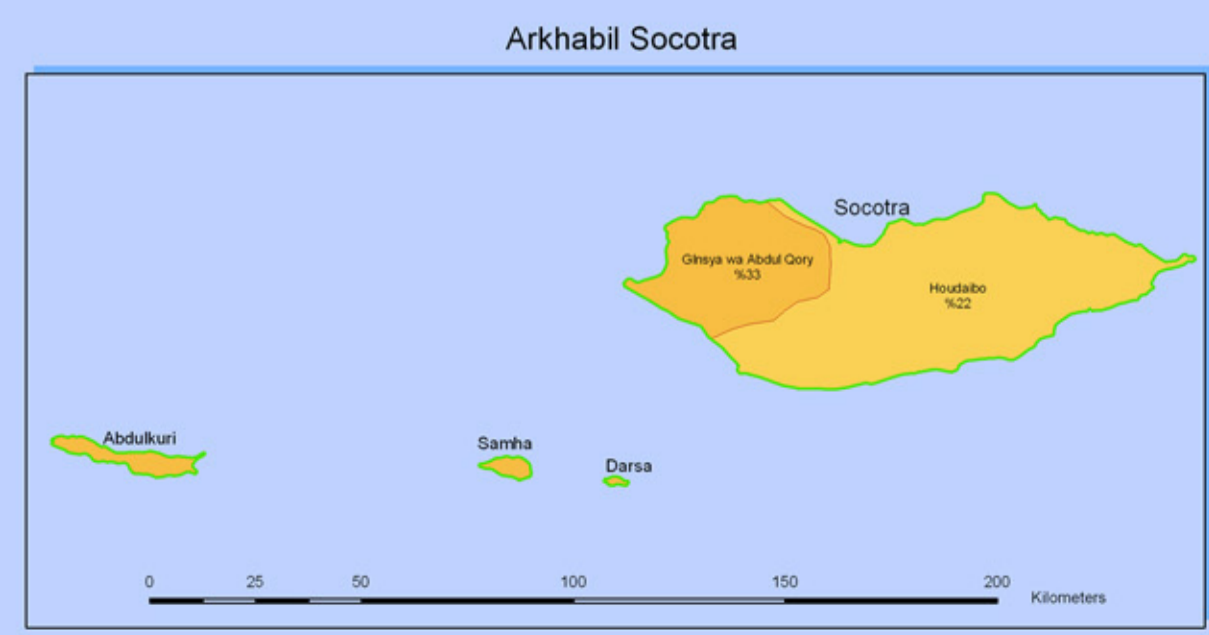 Arkhabil Socotra
Socotra
GInsya wa Abdul Qory
%33
Houdaibo
%22
Abdulkuri
Samha
Darsa
0 25 50 100 150 200
Kilometers